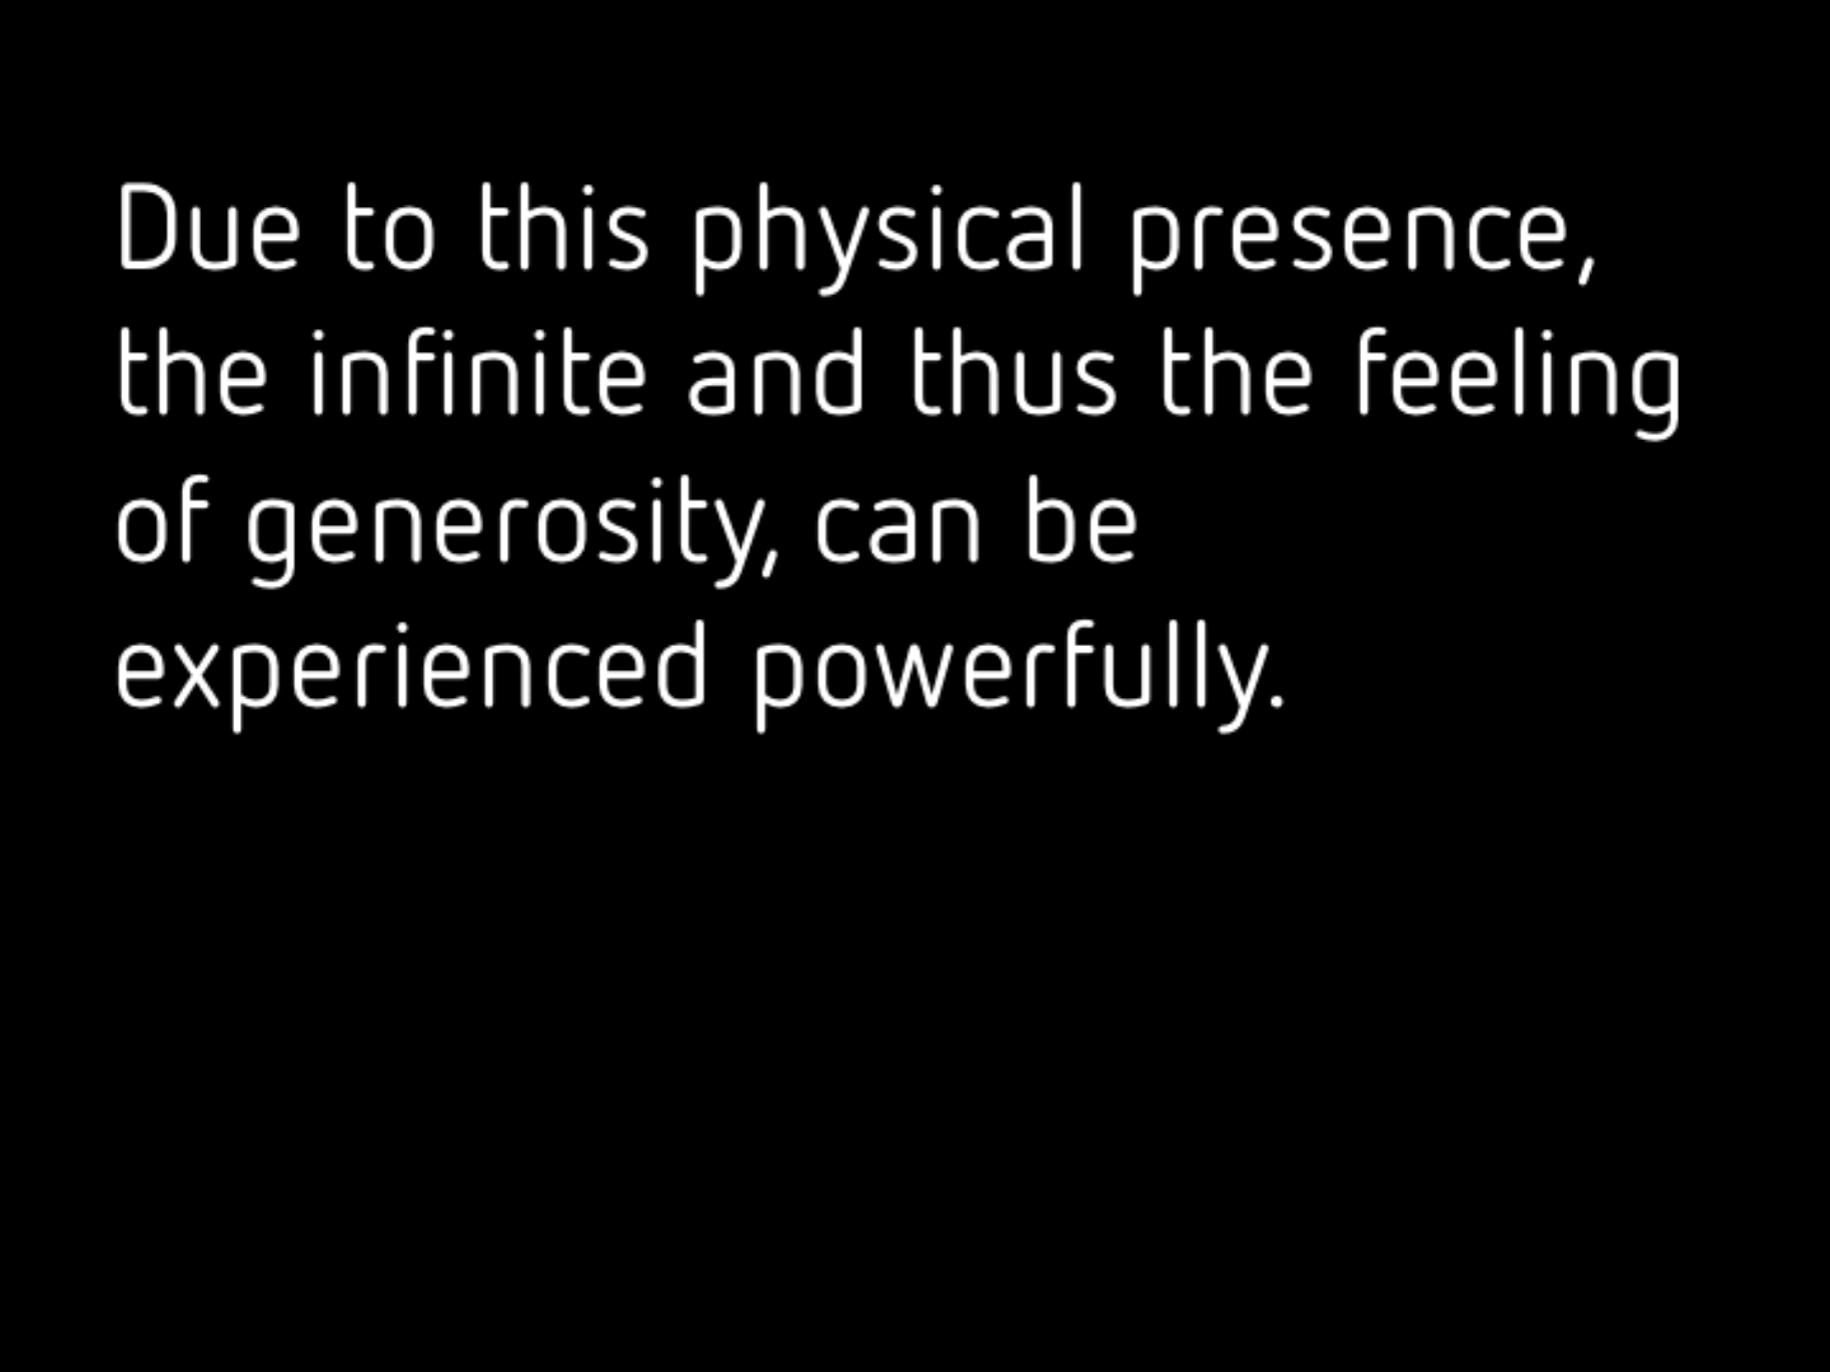 Due to this physical presence,
the infinite and thus the feeling
of generosity, can be
experienced powerfully.